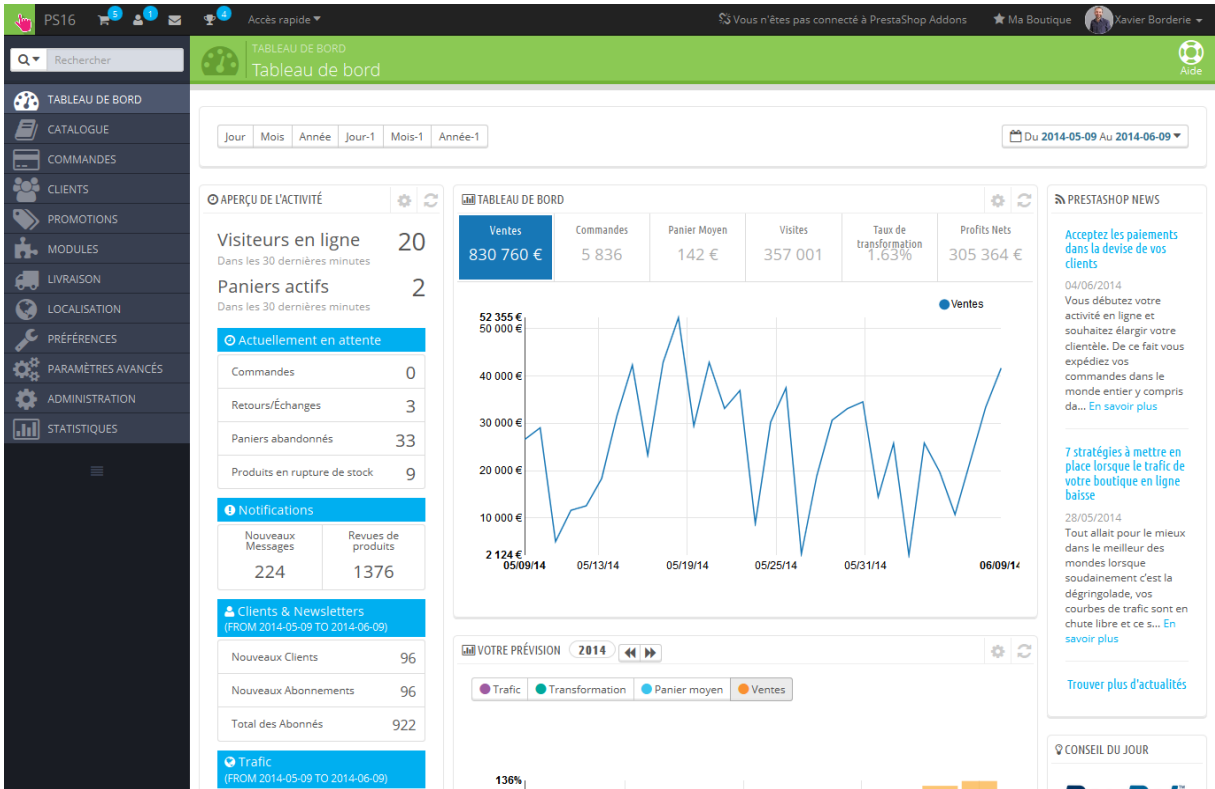 PS16
5
1
4
Accès rapide
Vous n'êtes pas connecté à PrestaShop Addons
Ma Boutique
Xavier Borderie
Rechercher
TABLEAU DE BORD
Tableau de bord
Aide
TABLEAU DE BORD
CATALOGUE
COMMANDES
CLIENTS
PROMOTIONS
MODULES
LIVRAISON
LOCALISATION
PRÉFÉRENCES
PARAMÈTRES AVANCÉS
ADMINISTRATION
STATISTIQUES
Jour Mois Année Jour-1 Mois-1 Année-1
Du 2014-05-09 Au 2014-06-09
APERÇU DE L'ACTIVITÉ
Visiteurs en ligne 20
Dans les 30 dernières minutes
Paniers actifs 2
Dans les 30 dernières minutes
Actuellement en attente
Commandes 0
Retours/Échanges 3
Paniers abandonnés 33
Produits en rupture de stock 9
Notifications
Nouveaux
Messages
224
Revues de
produits
1376
Clients & Newsletters
(FROM 2014-05-09 TO 2014-06-09)
Nouveaux Clients 96
Nouveaux Abonnements 96
Total des Abonnés 922
Trafic
(FROM 2014-05-09 TO 2014-06-09)
TABLEAU DE BORD
Ventes
830 760 €
Commandes
5 836
Panier Moyen
142 €
Visites
357 001
Taux de
transformation
1.63%
Profits Nets
305 364 €
Ventes
52 355 €
50 000 €
40 000 €
30 000 €
20 000 €
10 000 €
2 124 €
05/09/14 05/13/14 05/19/14 05/25/14 05/31/14 06/09/14
VOTRE PRÉVISION 2014
Trafic Transformation Panier moyen Ventes
136%
PRESTASHOP NEWS
Acceptez les paiements
dans la devise de vos
clients
04/06/2014
Vous débutez votre
activité en ligne et
souhaitez élargir votre
clientèle. De ce fait vous
expédiez vos
commandes dans le
monde entier y compris
da... En savoir plus
7 stratégies à mettre en
place lorsque le trafic de
votre boutique en ligne
baisse
28/05/2014
Tout allait pour le mieux
dans le meilleur des
mondes lorsque
soudainement c'est la
dégringolade, vos
courbes de trafic sont en
chute libre et ce s... En
savoir plus
Trouver plus d'actualités
CONSEIL DU JOUR